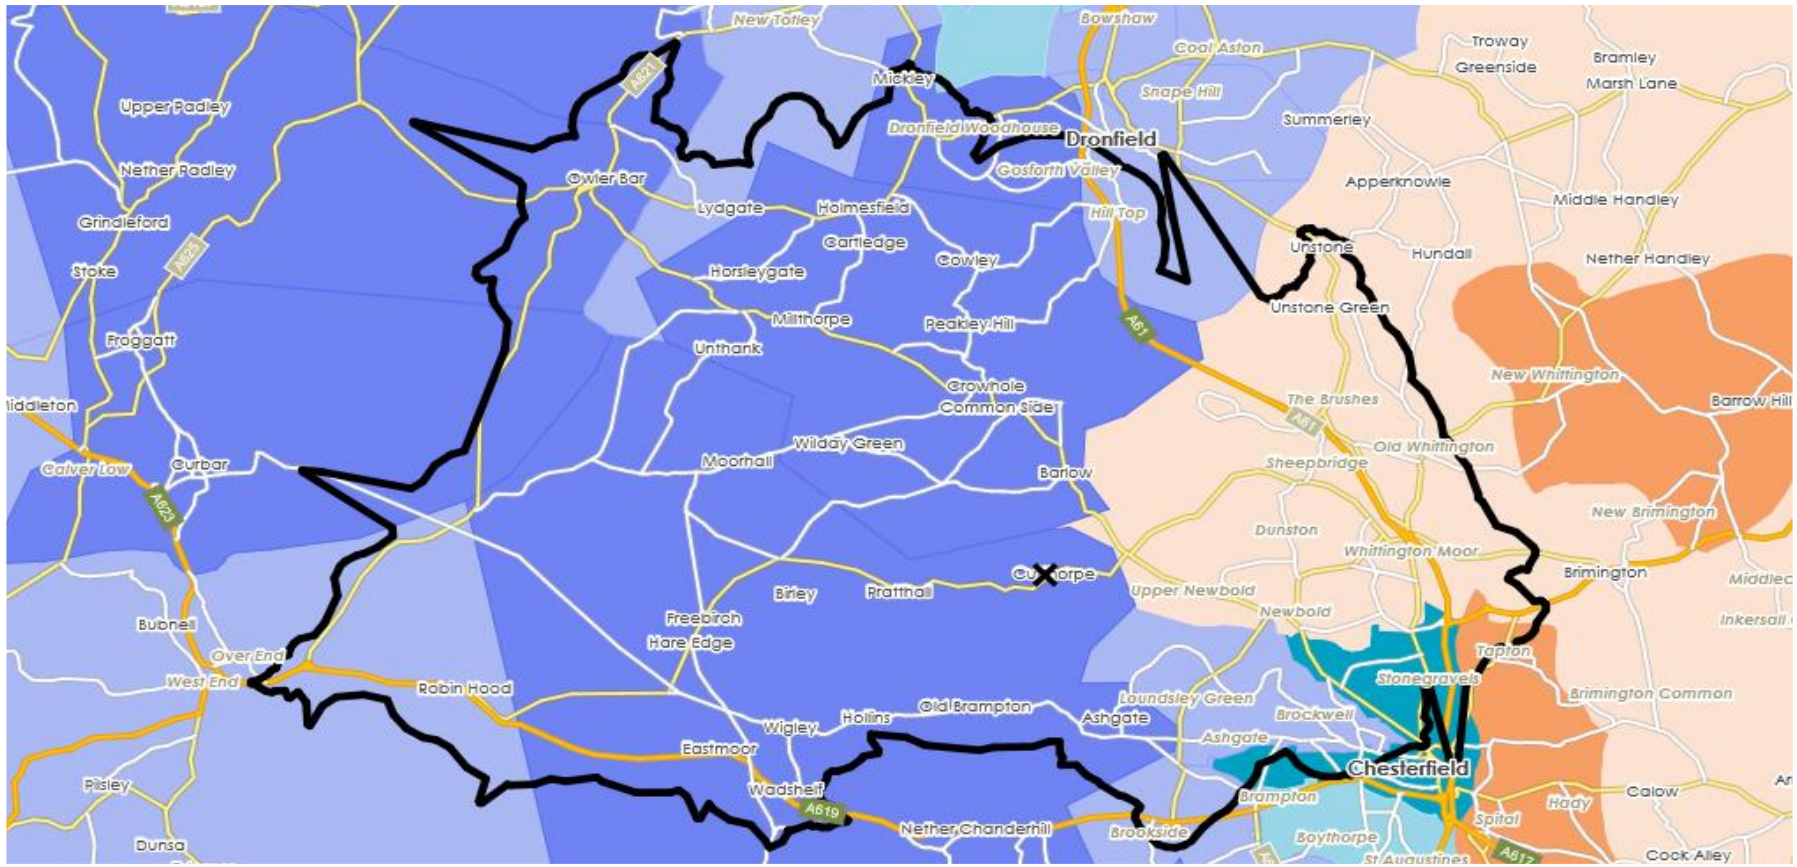 New Totley
Bowshaw
Coal Aston
Troway
Greenside
Bramley
Marsh Lane
Mickley
A621
Snape Hill
Upper Padley
Summerley
Dronfield Woodhouse
Dronfield
Nether Padley
Gosforth Valley
Owler Bar
Apperknowle
Middle Handley
Lydgate
Holmesfield
Hill Top
Grindleford
Cartledge
Unstone
Hundall
A625
Cowley
Nether Handley
Stoke
Horsleygate
Unstone Green
Millthorpe
Peakley Hill
A61
Froggatt
Unthank
New Whittington
Crowhole
Common Side
The Brushes
Barrow Hill
A61
Wilday Green
Old Whittington
Curbar
Calver Low
Moorhall
Sheepbridge
Barlow
A623
New Brimington
Dunston
Whittington Moor
Brimington
Birley
Pratthall
Upper Newbold
Newbold
Freebirch
Hare Edge
Bubnell
Over End
Tapton
West End
Robin Hood
Stonegravels
Brimington Common
Loundsley Green
Old Brampton
Hollins
Ashgate
Brockwell
Wigley
Ashgate
Eastmoor
Chesterfield
Pilsley
Wadshelf
A619
Brampton
Calow
Hady
Nether Chanderhill
Brookside
Boythorpe
Spital
Dunsa
St Augustines
A617
Cock Alley